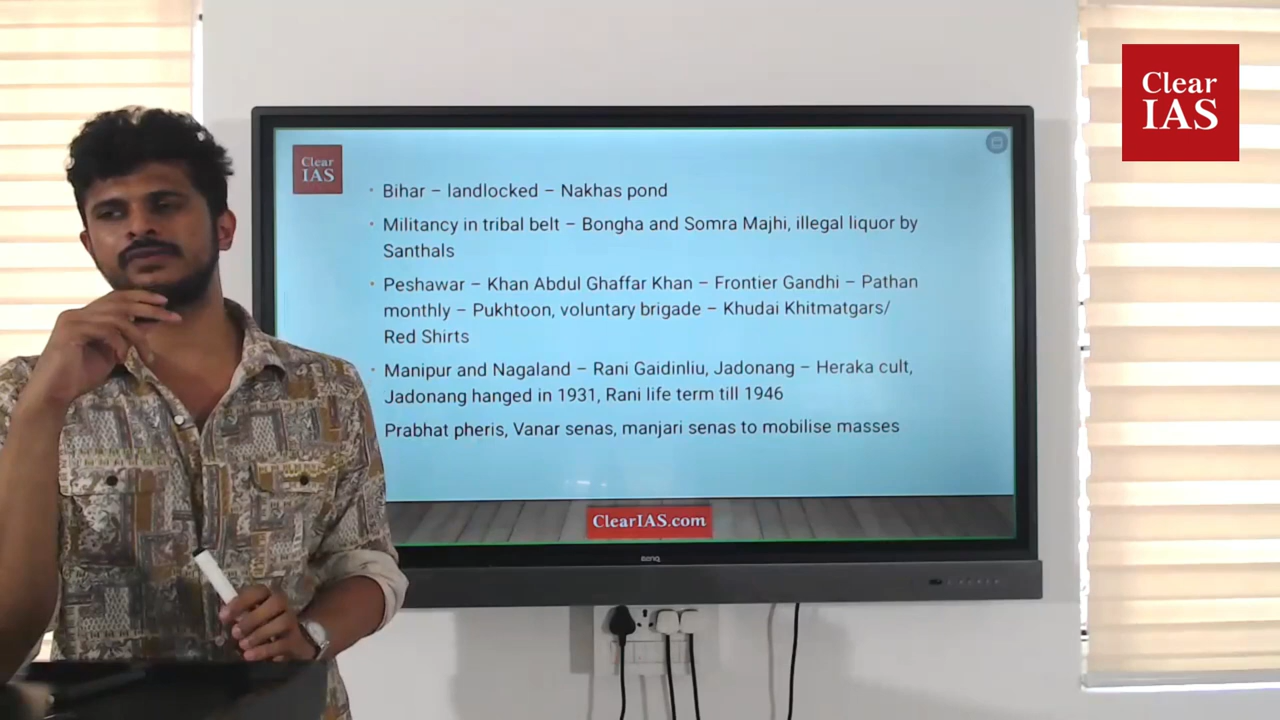 Clear
IAS
Clear
IAS
• Bihar – landlocked – Nakhas pond
• Militancy in tribal belt – Bongha and Somra Majhi, illegal liquor by
Santhals
• Peshawar – Khan Abdul Ghaffar Khan – Frontier Gandhi – Pathan
monthly – Pukhtoon, voluntary brigade – Khudai Khitmatgars/
Red Shirts
• Manipur and Nagaland – Rani Gaidinliu, Jadonang – Heraka cult,
Jadonang hanged in 1931, Rani life term till 1946
Prabhat pheris, Vanar senas, manjari senas to mobilise masses
ClearIAS.com
BenQ